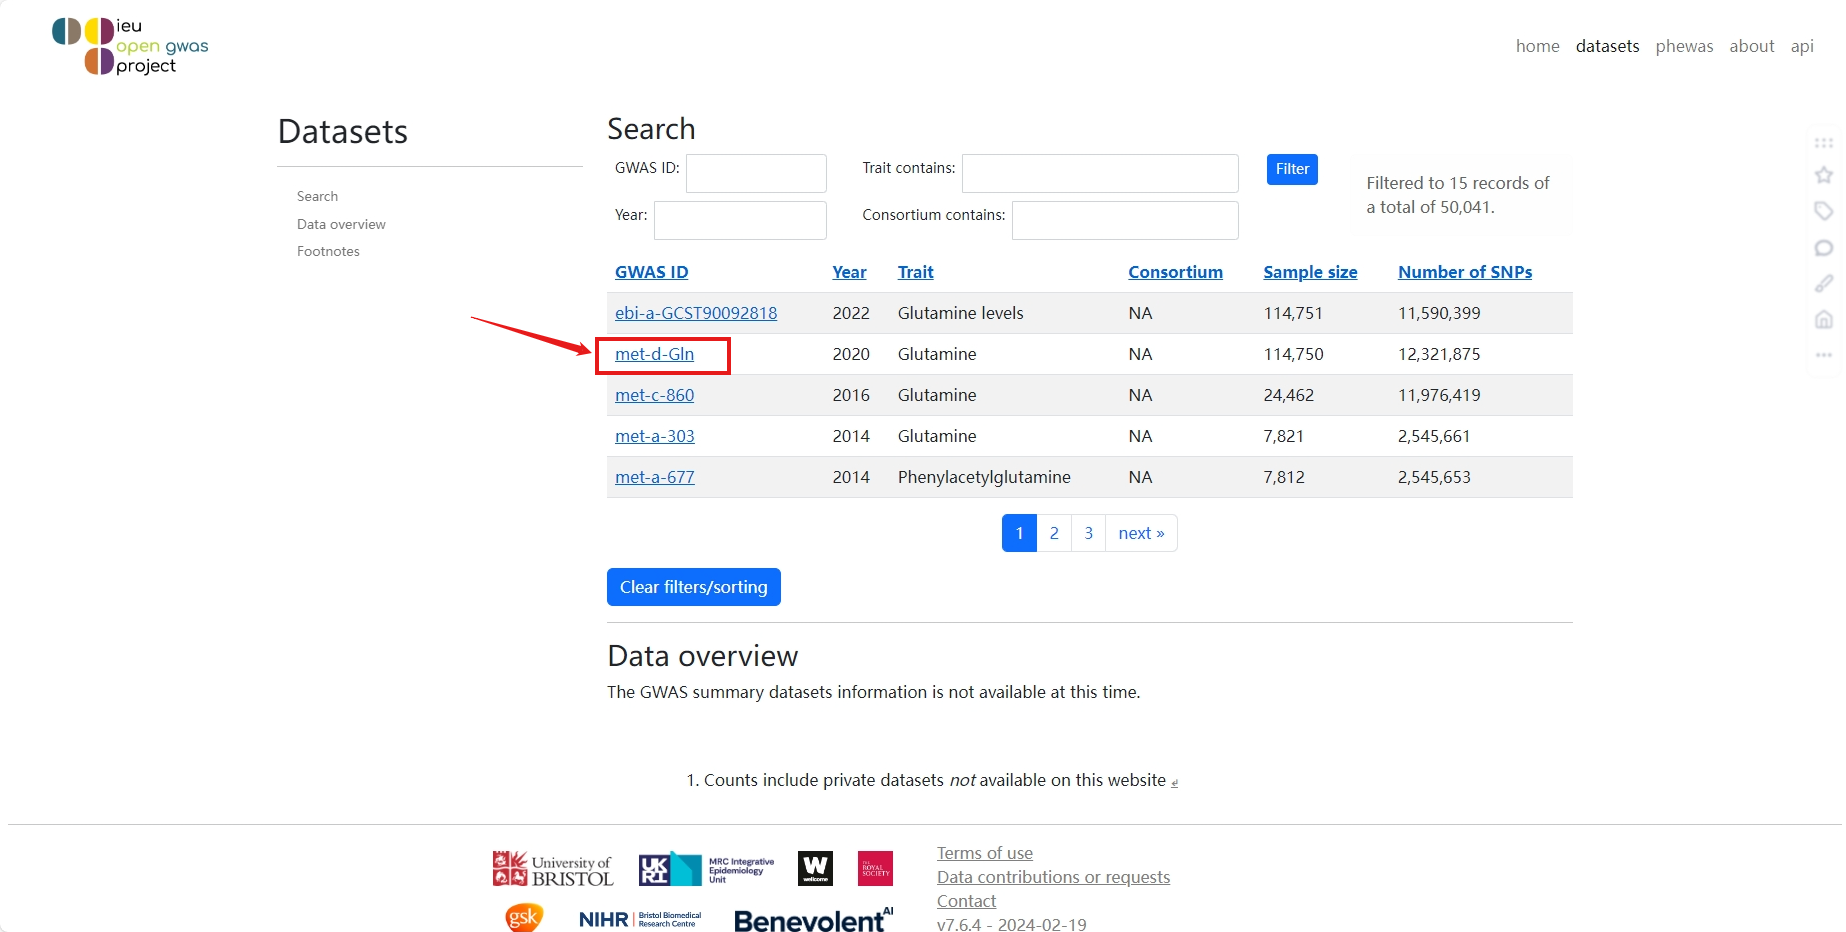 ieu
open gwas
project
home datasets phewas about api
Datasets
Search
Data overview
Footnotes
Search
GWAS ID: Trait contains: Filter
Year: Consortium contains:
Filtered to 15 records of
a total of 50,041.
GWAS ID Year Trait Consortium Sample size Number of SNPs
ebi-a-GCST90092818 2022 Glutamine levels NA 114,751 11,590,399
met-d-Gln 2020 Glutamine NA 114,750 12,321,875
met-c-860 2016 Glutamine NA 24,462 11,976,419
met-a-303 2014 Glutamine NA 7,821 2,545,661
met-a-677 2014 Phenylacetylglutamine NA 7,812 2,545,653
1 2 3 next »
Clear filters/sorting
Data overview
The GWAS summary datasets information is not available at this time.
1. Counts include private datasets not available on this website ↲
University of
BRISTOL
UK
RI
MRC Integrative
Epidemiology
Unit
W
wellcome
THE
ROYAL
SOCIETY
gsk
NIHR | Bristol Biomedical
Research Centre
Benevolent AI
Terms of use
Data contributions or requests
Contact
v7.6.4 - 2024-02-19